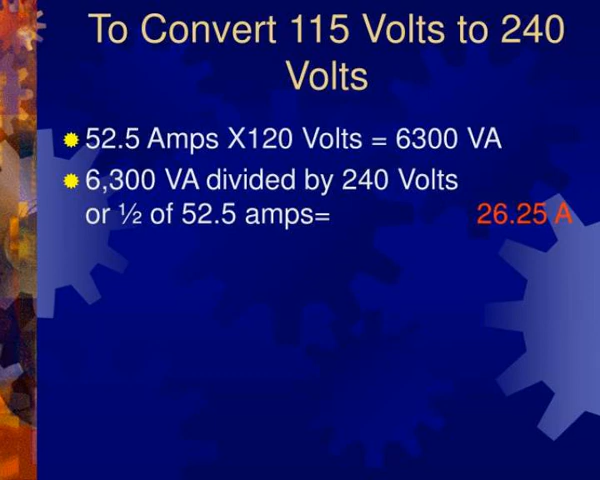 To Convert 115 Volts to 240
Volts
52.5 Amps X120 Volts = 6300 VA
6,300 VA divided by 240 Volts
or ½ of 52.5 amps= 26.25 A